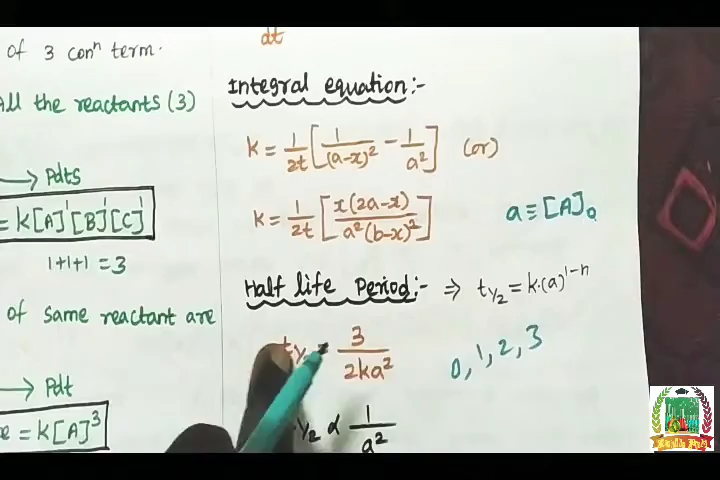 of 3 conⁿ term.
All the reactants (3)
⟶ Pdts
= k[A]¹[B]¹[C]¹
1+1+1 = 3
of same reactant are
⟶ Pdt
= k[A]³
dt
Integral equation:-
k = 1/2t [1/(a-x)² - 1/a²] (or)
k = 1/2t [x(2a-x)/a²(b-x)²]
a ≡ [A]₀
Half life Period:- ⇒ t½ = k·(a)¹⁻ⁿ
t½ = 3/2ka²
0, 1, 2, 3
½ ∝ 1/a²